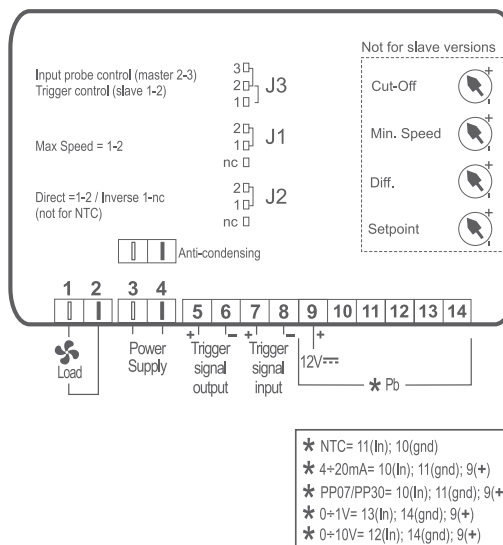 Not for slave versions
Input probe control (master 2-3)
Trigger control (slave 1-2)
3
2
1
J3
Cut-Off
+
-
Max Speed = 1-2
2
1
nc
J1
Min. Speed
+
-
Direct =1-2 / Inverse 1-nc
(not for NTC)
2
1
nc
J2
Diff.
+
-
Setpoint
+
-
Anti-condensing
1 2 3 4 5 6 7 8 9 10 11 12 13 14
+ − + − +
Load
Power
Supply
Trigger
signal
output
Trigger
signal
input
12V⎓
* Pb
* NTC= 11(In); 10(gnd)
* 4÷20mA= 10(In); 11(gnd); 9(+)
* PP07/PP30= 10(In); 11(gnd); 9(+
* 0÷1V= 13(In); 14(gnd); 9(+)
* 0÷10V= 12(In); 14(gnd); 9(+)